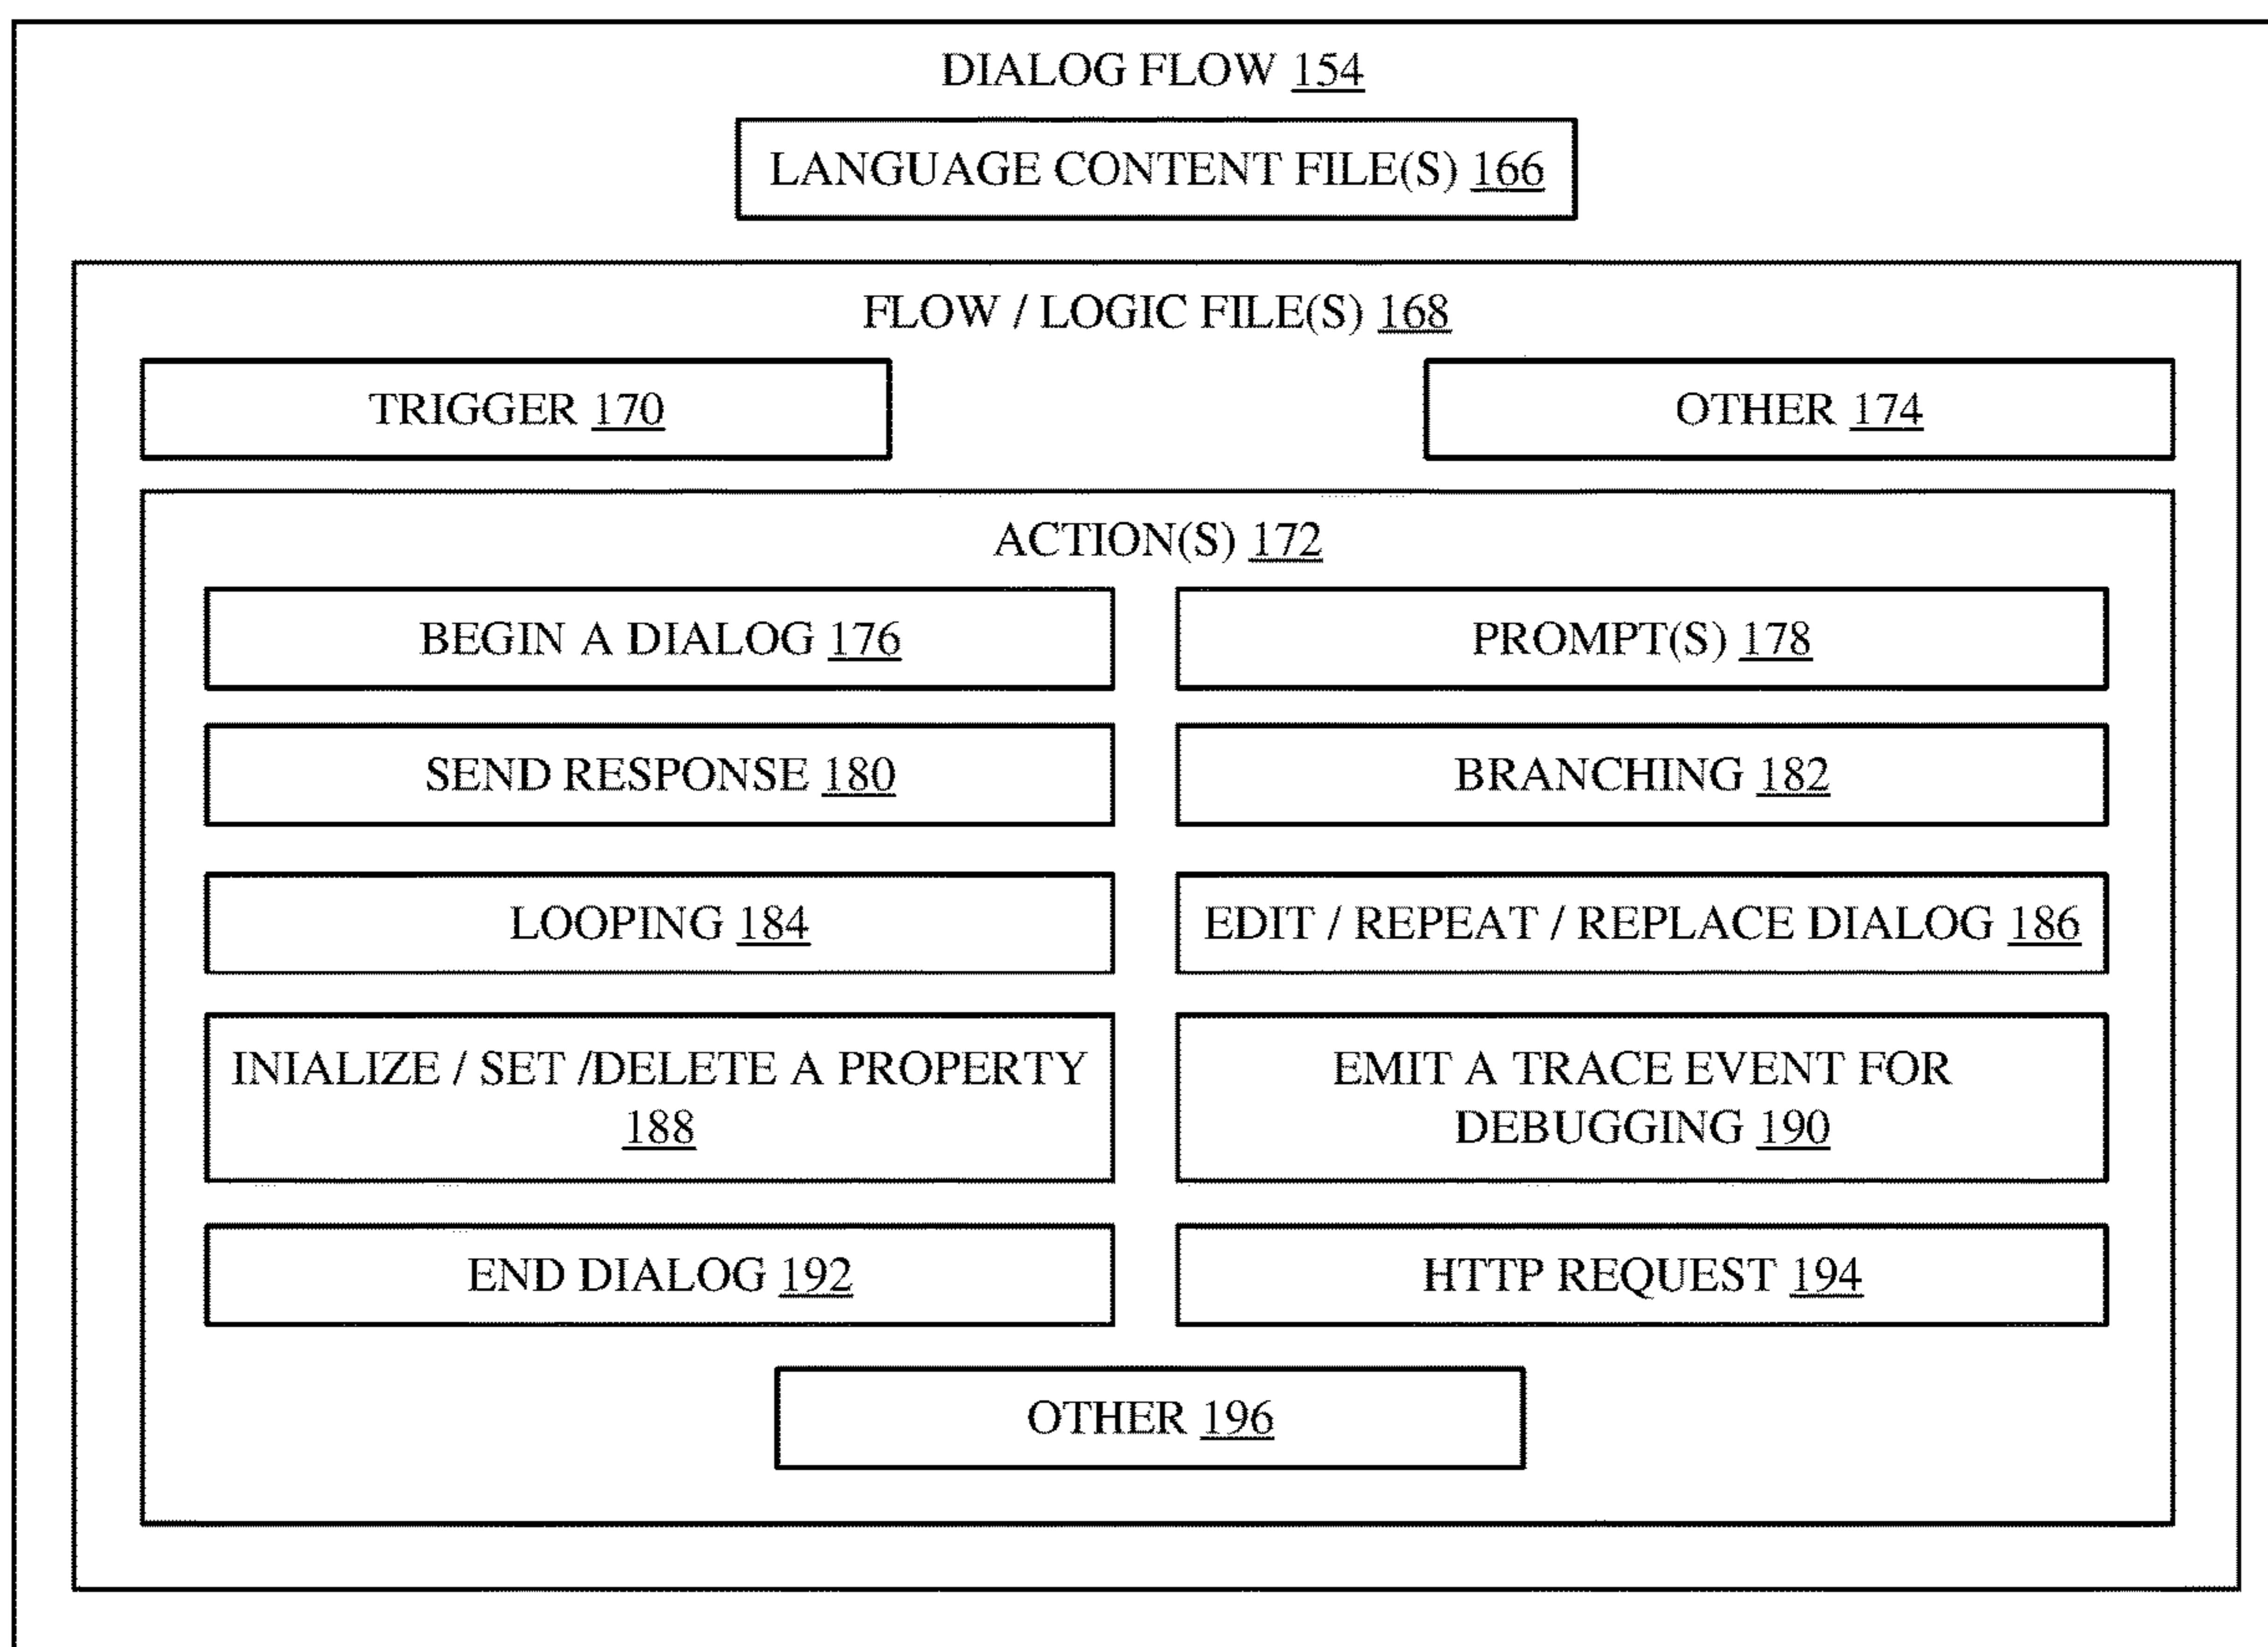 DIALOG FLOW 154
LANGUAGE CONTENT FILE(S) 166
FLOW / LOGIC FILE(S) 168
TRIGGER 170
OTHER 174
ACTION(S) 172
BEGIN A DIALOG 176
PROMPT(S) 178
SEND RESPONSE 180
BRANCHING 182
LOOPING 184
EDIT / REPEAT / REPLACE DIALOG 186
INIALIZE / SET /DELETE A PROPERTY
188
EMIT A TRACE EVENT FOR
DEBUGGING 190
END DIALOG 192
HTTP REQUEST 194
OTHER 196